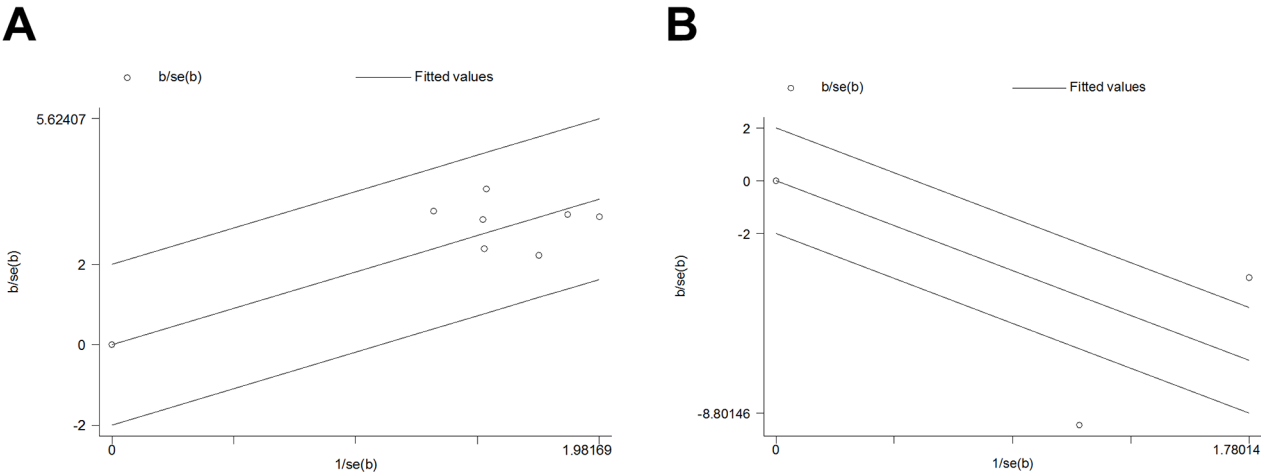 A
b/se(b)
Fitted values
5.62407
2
0
-2
b/se(b)
0
1.98169
1/se(b)
B
b/se(b)
Fitted values
2
0
-2
-8.80146
b/se(b)
0
1.78014
1/se(b)